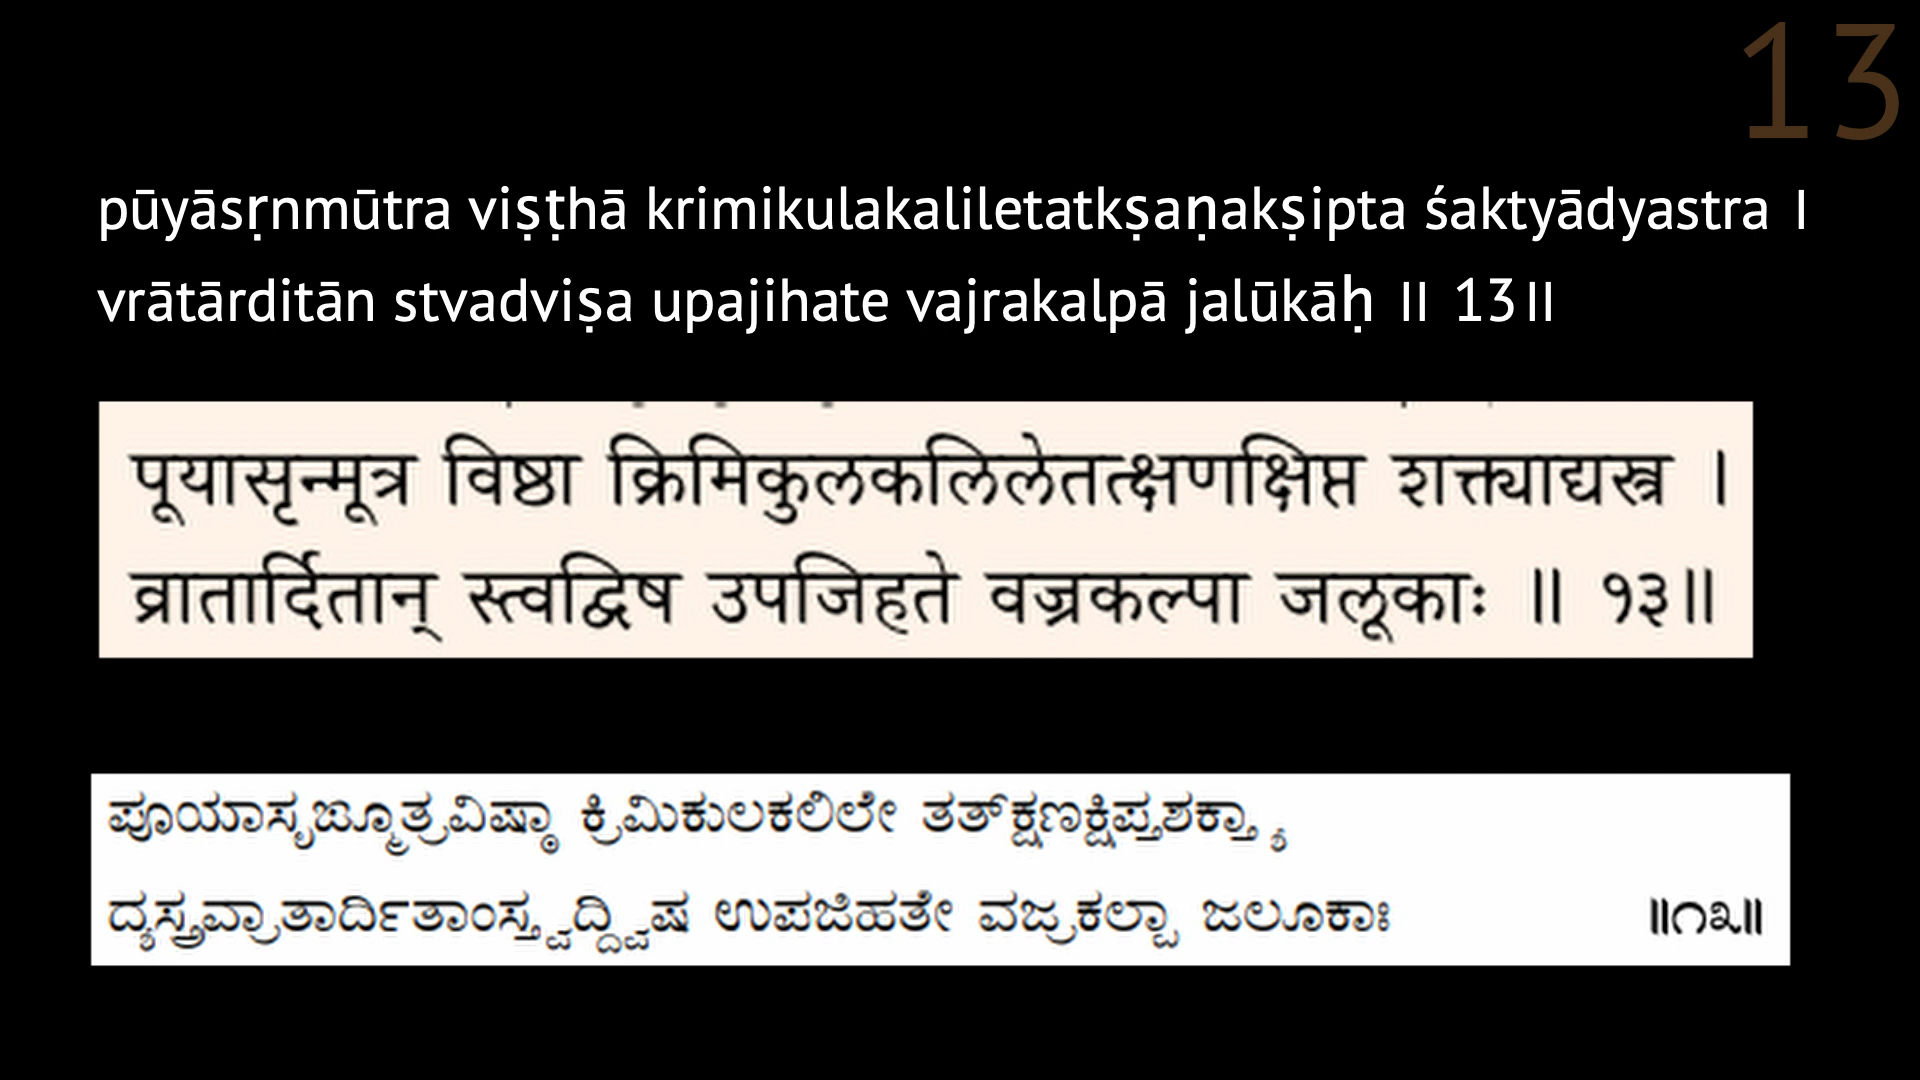 13
pūyāsṛnmūtra viṣṭhā krimikulakaliletatkṣaṇakṣipta śaktyādyastra ।
vrātārditān stvadviṣa upajihate vajrakalpā jalūkāḥ ॥ 13॥
पूयासृन्मूत्र विष्ठा क्रिमिकुलकलिलेतत्क्षणक्षिप्त शक्त्याद्यस्त्र ।
व्रातार्दितान् स्त्वद्विष उपजिहते वज्रकल्पा जलूकाः ॥ १३॥
ಪೂಯಾಸೃಙ್ಮೂತ್ರವಿಷ್ಠಾ ಕ್ರಿಮಿಕುಲಕಲಿಲೇ ತತ್‌ಕ್ಷಣಕ್ಷಿಪ್ತಶಕ್ತ್ಯಾ
ದ್ಯಸ್ತ್ರವ್ರಾತಾರ್ದಿತಾಂಸ್ತ್ವದ್ದ್ವಿಷ ಉಪಜಿಹತೇ ವಜ್ರಕಲ್ಪಾ ಜಲೂಕಾಃ ॥೧೩॥